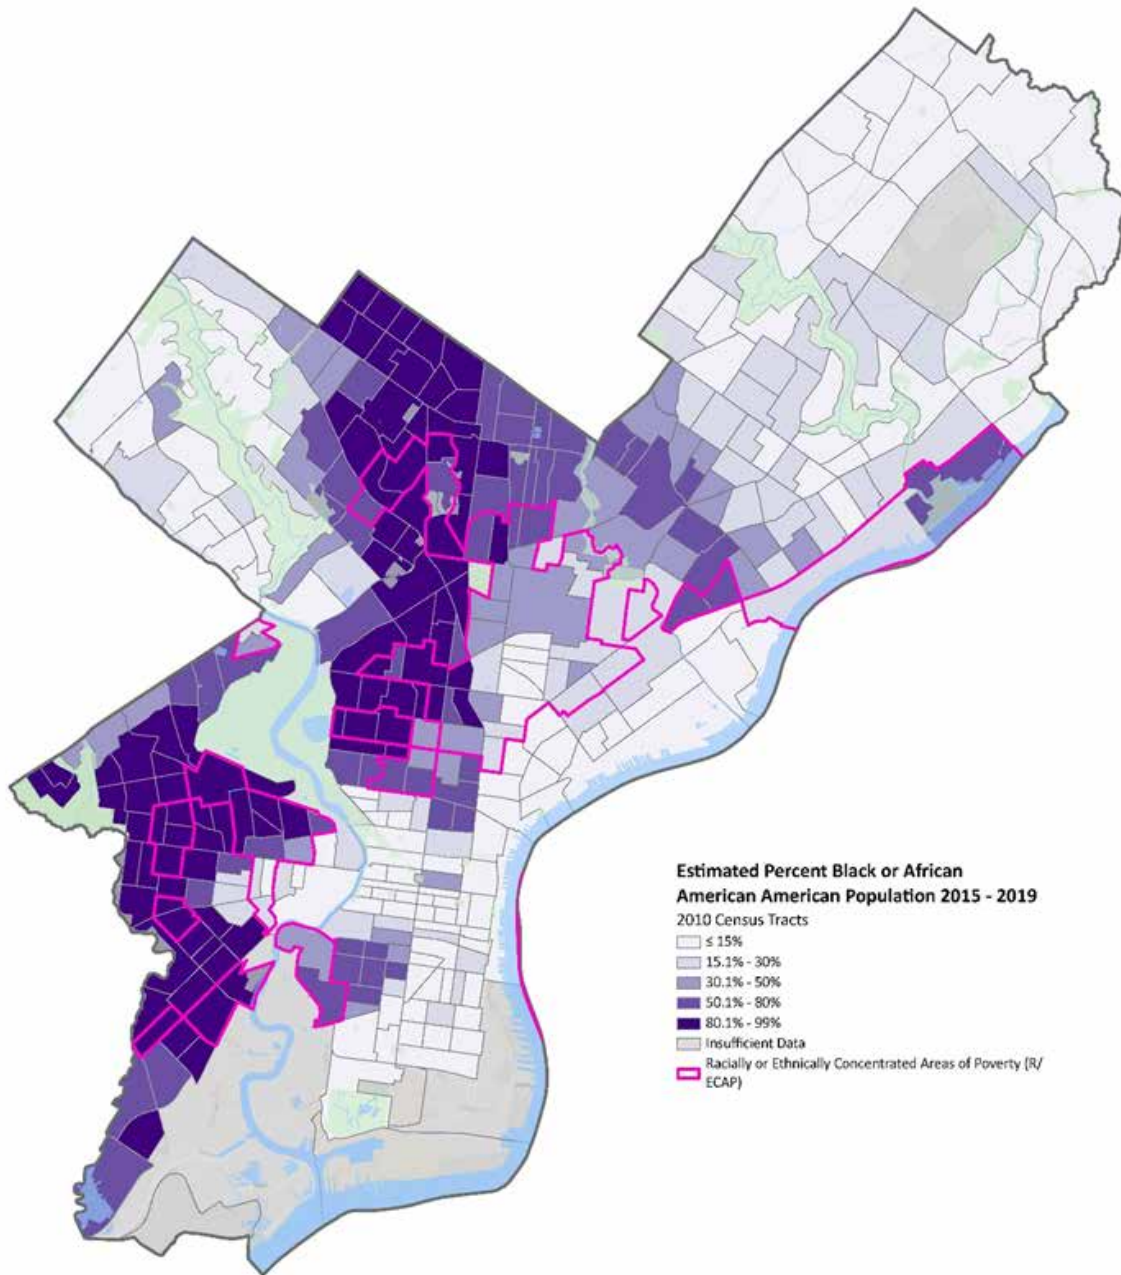 Estimated Percent Black or African
American American Population 2015 - 2019
2010 Census Tracts
≤ 15%
15.1% - 30%
30.1% - 50%
50.1% - 80%
80.1% - 99%
Insufficient Data
Racially or Ethnically Concentrated Areas of Poverty (R/
ECAP)